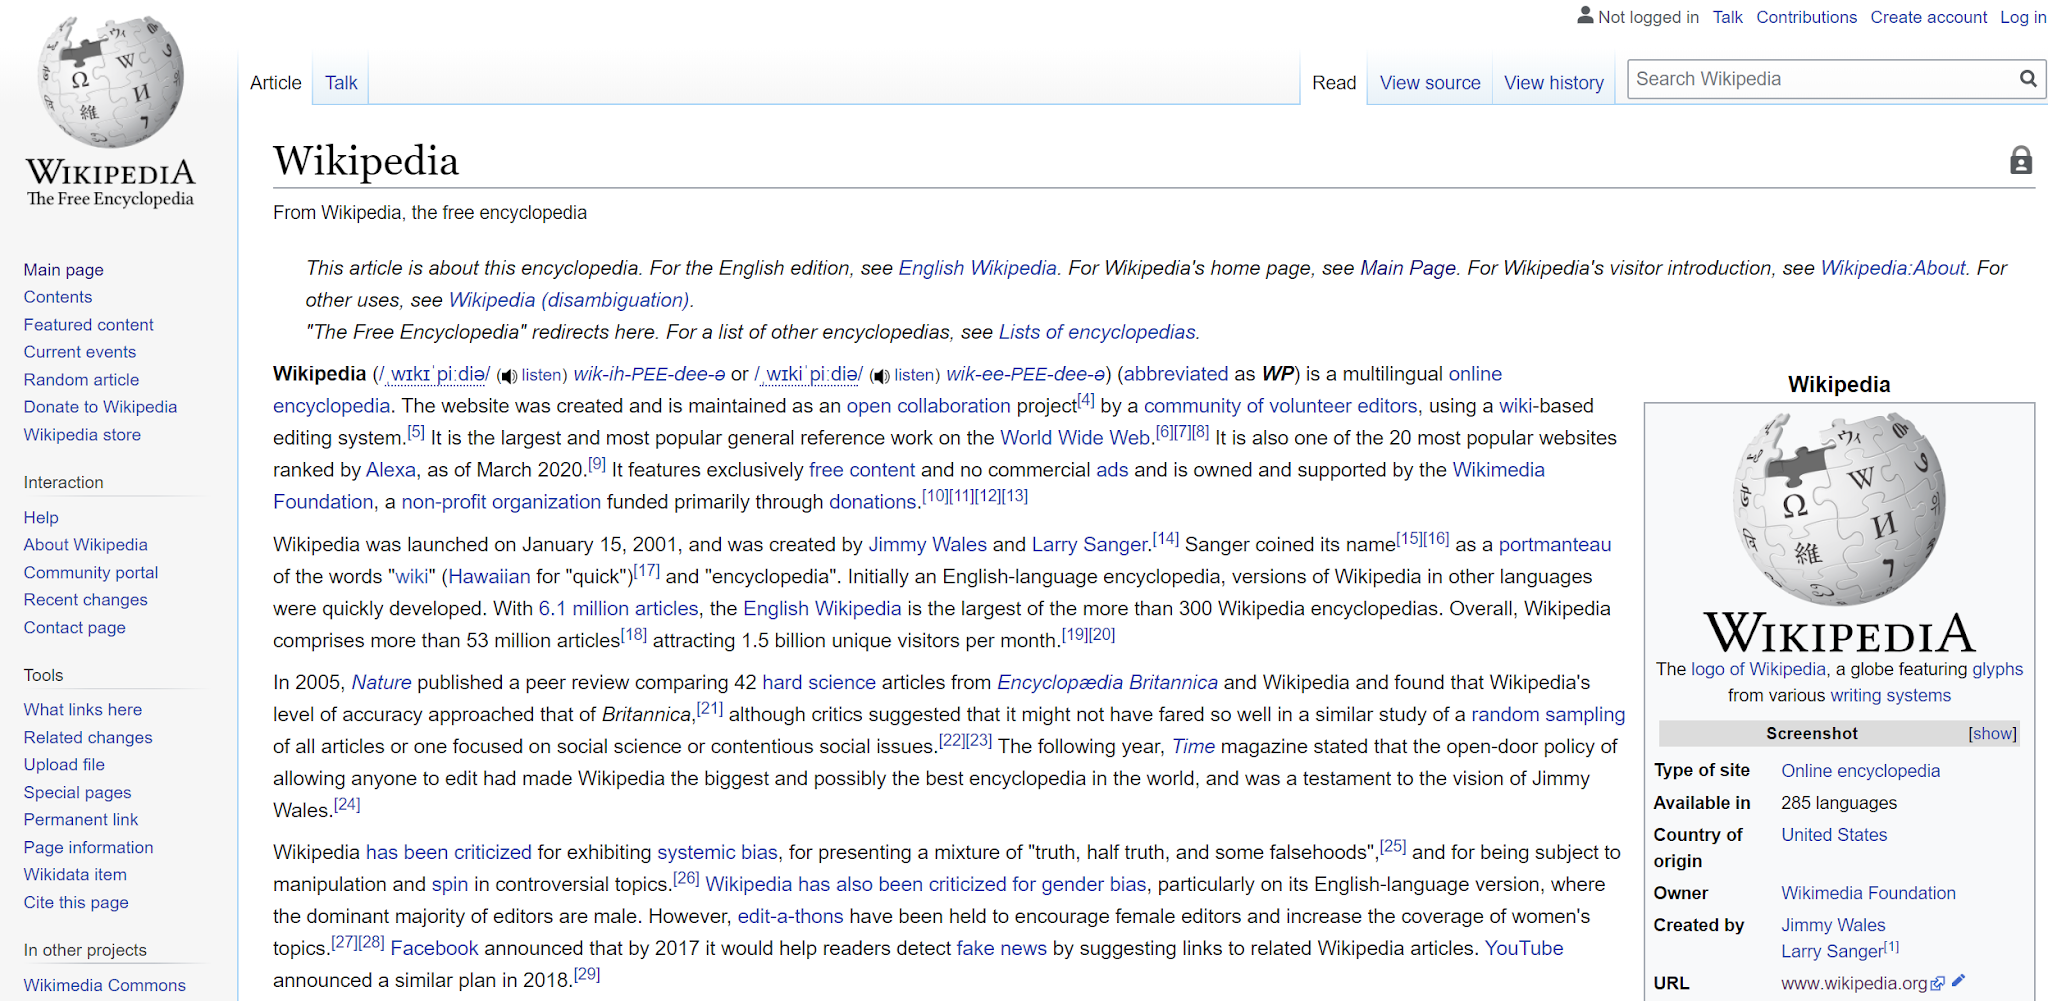 Not logged in Talk Contributions Create account Log in
Article Talk Read View source View history Search Wikipedia
WIKIPEDIA
The Free Encyclopedia
Main page
Contents
Featured content
Current events
Random article
Donate to Wikipedia
Wikipedia store
Interaction
Help
About Wikipedia
Community portal
Recent changes
Contact page
Tools
What links here
Related changes
Upload file
Special pages
Permanent link
Page information
Wikidata item
Cite this page
In other projects
Wikimedia Commons
Wikipedia
From Wikipedia, the free encyclopedia
This article is about this encyclopedia. For the English edition, see English Wikipedia. For Wikipedia's home page, see Main Page. For Wikipedia's visitor introduction, see Wikipedia:About. For
other uses, see Wikipedia (disambiguation).
"The Free Encyclopedia" redirects here. For a list of other encyclopedias, see Lists of encyclopedias.
Wikipedia (/ˌwɪkɪˈpiːdiə/ (listen) wik-ih-PEE-dee-ə or /ˌwɪkiˈpiːdiə/ (listen) wik-ee-PEE-dee-ə) (abbreviated as WP) is a multilingual online
encyclopedia. The website was created and is maintained as an open collaboration project[4] by a community of volunteer editors, using a wiki-based
editing system.[5] It is the largest and most popular general reference work on the World Wide Web.[6][7][8] It is also one of the 20 most popular websites
ranked by Alexa, as of March 2020.[9] It features exclusively free content and no commercial ads and is owned and supported by the Wikimedia
Foundation, a non-profit organization funded primarily through donations.[10][11][12][13]
Wikipedia was launched on January 15, 2001, and was created by Jimmy Wales and Larry Sanger.[14] Sanger coined its name[15][16] as a portmanteau
of the words "wiki" (Hawaiian for "quick")[17] and "encyclopedia". Initially an English-language encyclopedia, versions of Wikipedia in other languages
were quickly developed. With 6.1 million articles, the English Wikipedia is the largest of the more than 300 Wikipedia encyclopedias. Overall, Wikipedia
comprises more than 53 million articles[18] attracting 1.5 billion unique visitors per month.[19][20]
In 2005, Nature published a peer review comparing 42 hard science articles from Encyclopædia Britannica and Wikipedia and found that Wikipedia's
level of accuracy approached that of Britannica,[21] although critics suggested that it might not have fared so well in a similar study of a random sampling
of all articles or one focused on social science or contentious social issues.[22][23] The following year, Time magazine stated that the open-door policy of
allowing anyone to edit had made Wikipedia the biggest and possibly the best encyclopedia in the world, and was a testament to the vision of Jimmy
Wales.[24]
Wikipedia has been criticized for exhibiting systemic bias, for presenting a mixture of "truth, half truth, and some falsehoods",[25] and for being subject to
manipulation and spin in controversial topics.[26] Wikipedia has also been criticized for gender bias, particularly on its English-language version, where
the dominant majority of editors are male. However, edit-a-thons have been held to encourage female editors and increase the coverage of women's
topics.[27][28] Facebook announced that by 2017 it would help readers detect fake news by suggesting links to related Wikipedia articles. YouTube
announced a similar plan in 2018.[29]
Wikipedia
Ω W И 維
WIKIPEDIA
The logo of Wikipedia, a globe featuring glyphs
from various writing systems
Screenshot [show]
Type of site Online encyclopedia
Available in 285 languages
Country of United States
origin
Owner Wikimedia Foundation
Created by Jimmy Wales
Larry Sanger[1]
URL www.wikipedia.org